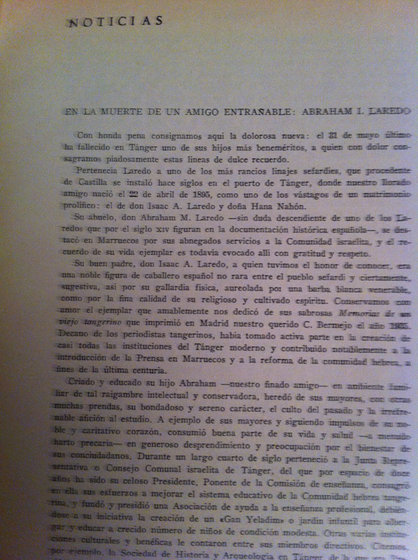 NOTICIAS
EN LA MUERTE DE UN AMIGO ENTRAÑABLE: ABRAHAM I. LAREDO
Con honda pena consignamos aquí la dolorosa nueva: el 21 de mayo último
ha fallecido en Tánger uno de sus hijos más beneméritos, a quien con dolor con-
sagramos piadosamente estas líneas de dulce recuerdo.
Pertenecía Laredo a uno de los más rancios linajes sefardíes, que procedente
de Castilla se instaló hace siglos en el puerto de Tánger, donde nuestro llorado
amigo nació el 22 de abril de 1895, como uno de los vástagos de un matrimonio
prolífico: el de don Isaac A. Laredo y doña Hana Nahón.
Su abuelo, don Abraham M. Laredo —sin duda descendiente de uno de los La-
redos que por el siglo XIV figuran en la documentación histórica española—, se des-
tacó en Marruecos por sus abnegados servicios a la Comunidad israelita, y el re-
cuerdo de su vida ejemplar es todavía evocado allí con gratitud y respeto.
Su buen padre, don Isaac A. Laredo, a quien tuvimos el honor de conocer, era
una noble figura de caballero español no rara entre el pueblo sefardí y ciertamente,
sugestiva, así por su gallardía física, aureolada por una barba blanca venerable,
como por la fina calidad de su religioso y cultivado espíritu. Conservamos con
amor el ejemplar que amablemente nos dedicó de sus sabrosas Memorias de un
viejo tangerino que imprimió en Madrid nuestro querido C. Bermejo el año 1935.
Decano de los periodistas tangerinos, había tomado activa parte en la creación de
casi todas las instituciones del Tánger moderno y contribuido notablemente a la
introducción de la Prensa en Marruecos y a la reforma de la comunidad hebrea, a
fines de la última centuria.
Criado y educado su hijo Abraham —nuestro finado amigo— en ambiente fami-
liar de tal raigambre intelectual y conservadora, heredó de sus mayores, con otras
muchas prendas, su bondadoso y sereno carácter, el culto del pasado y la irrefre-
nable afición al estudio. A ejemplo de sus mayores y siguiendo impulsos de su no-
ble y caritativo corazón, consumió buena parte de su vida y salud —a menudo
harto precaria— en generoso desprendimiento y preocupación por el bienestar de
sus conciudadanos. Durante un largo cuarto de siglo perteneció a la Junta Repre-
sentativa o Consejo Comunal israelita de Tánger, del que por espacio de doce
años ha sido su celoso Presidente. Ponente de la Comisión de enseñanza, consagró
en ella sus esfuerzos a mejorar el sistema educativo de la Comunidad hebrea tange-
rina, y fundó y presidió una Asociación de ayuda a la enseñanza profesional, debién-
dose a su iniciativa la creación de un «Gan Yeladim» o jardín infantil para alber-
gar y educar a crecido número de niños de condición modesta. Otras varias institu-
ciones culturales y benéficas le contaron entre sus miembros directivos. Citemos
por ejemplo, la Sociedad de Historia y Arqueología en Tánger